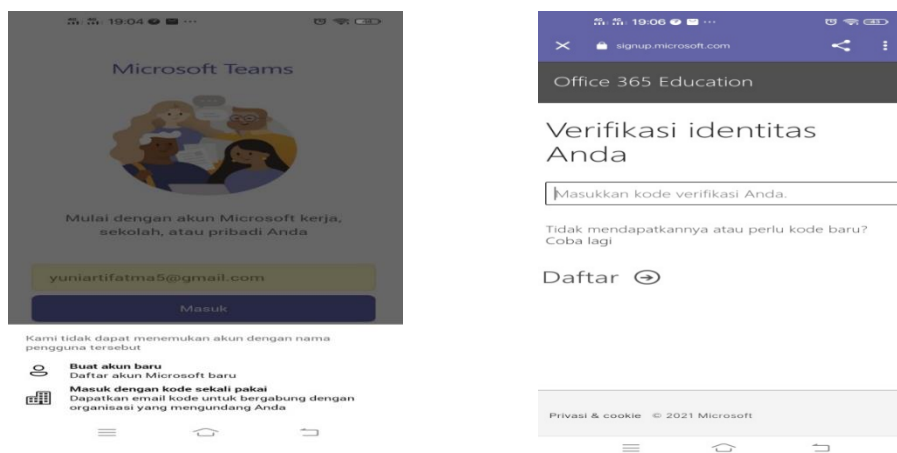 19:04
Microsoft Teams
Mulai dengan akun Microsoft kerja,
sekolah, atau pribadi Anda
yuniartifatma5@gmail.com
Masuk
Kami tidak dapat menemukan akun dengan nama
pengguna tersebut
Buat akun baru
Daftar akun Microsoft baru
Masuk dengan kode sekali pakai
Dapatkan email kode untuk bergabung dengan
organisasi yang mengundang Anda
19:06
signup.microsoft.com
Office 365 Education
Verifikasi identitas
Anda
Masukkan kode verifikasi Anda.
Tidak mendapatkannya atau perlu kode baru?
Coba lagi
Daftar
Privasi & cookie © 2021 Microsoft